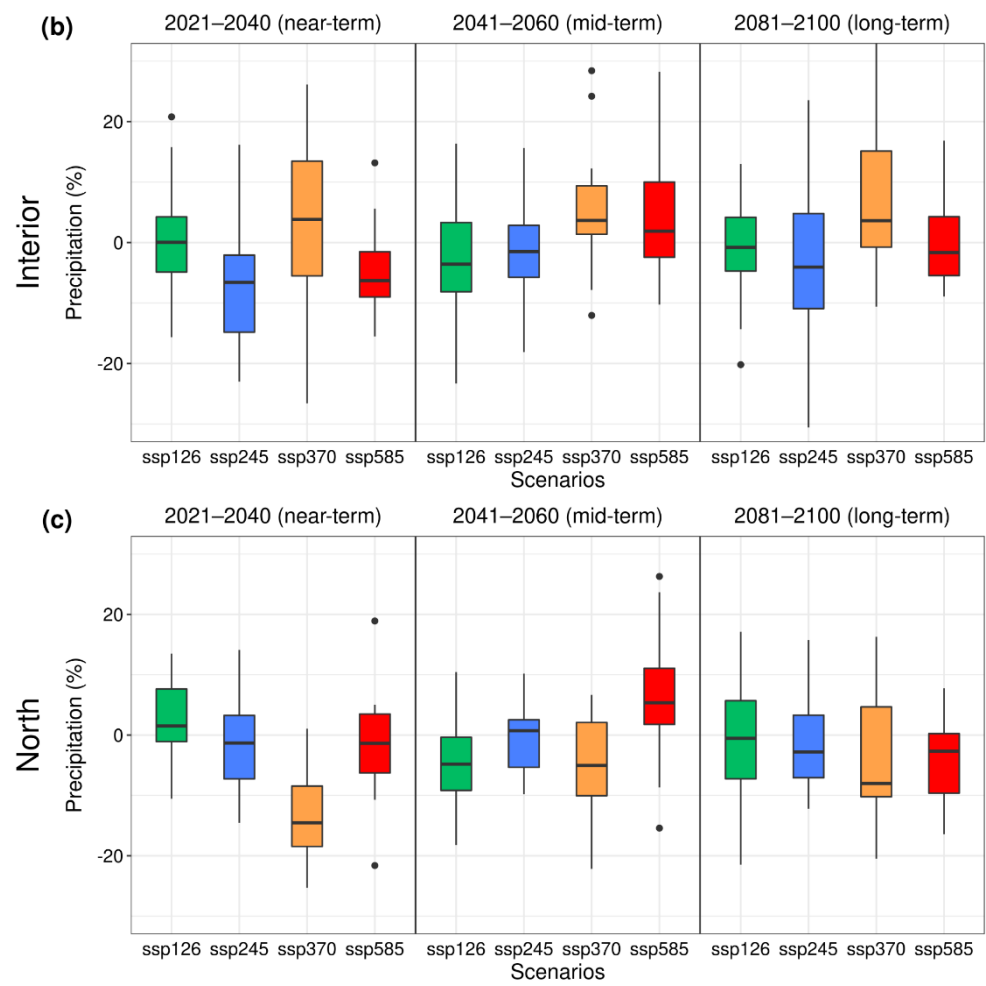 (b)
2021–2040 (near-term) 2041–2060 (mid-term) 2081–2100 (long-term)
Interior
Precipitation (%)
20
0
-20
ssp126 ssp245 ssp370 ssp585 ssp126 ssp245 ssp370 ssp585 ssp126 ssp245 ssp370 ssp585
Scenarios
(c)
2021–2040 (near-term) 2041–2060 (mid-term) 2081–2100 (long-term)
North
Precipitation (%)
20
0
-20
ssp126 ssp245 ssp370 ssp585 ssp126 ssp245 ssp370 ssp585 ssp126 ssp245 ssp370 ssp585
Scenarios